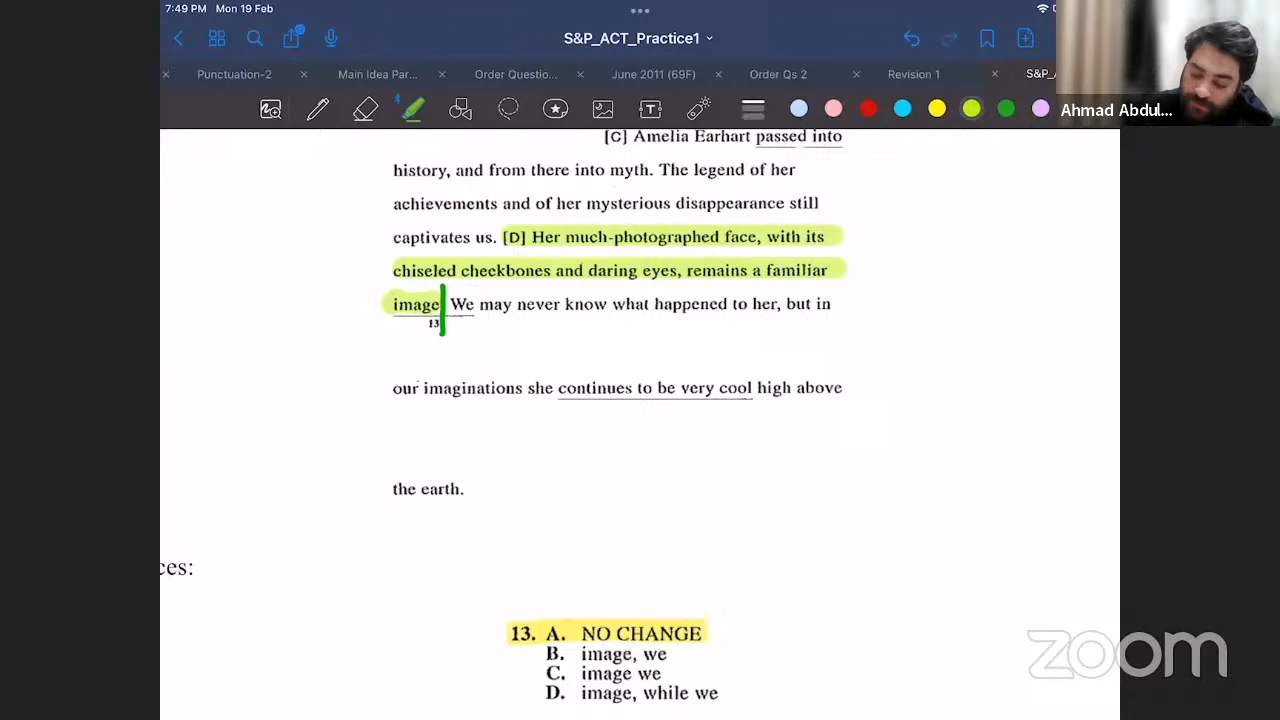 7:49 PM Mon 19 Feb
S&P_ACT_Practice1
Punctuation-2
Main Idea Par...
Order Questio...
June 2011 (69F)
Order Qs 2
Revision 1
S&P_A
Ahmad Abdul...
[C] Amelia Earhart passed into
history, and from there into myth. The legend of her
achievements and of her mysterious disappearance still
captivates us. [D] Her much-photographed face, with its
chiseled cheekbones and daring eyes, remains a familiar
image We may never know what happened to her, but in
13
our imaginations she continues to be very cool high above
the earth.
ces:
13. A. NO CHANGE
B. image, we
C. image we
D. image, while we
zoom